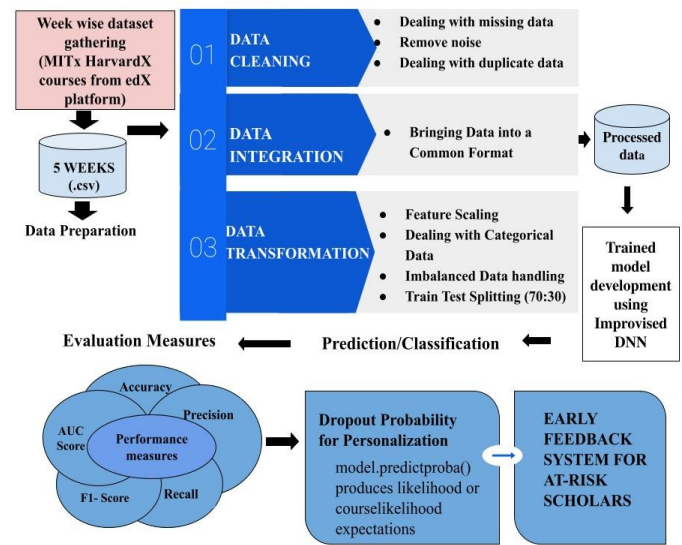 Week wise dataset
gathering
(MITx HarvardX
courses from edX
platform)
5 WEEKS
(.csv)
Data Preparation
01
DATA
CLEANING
● Dealing with missing data
● Remove noise
● Dealing with duplicate data
02
DATA
INTEGRATION
● Bringing Data into a
Common Format
03
DATA
TRANSFORMATION
● Feature Scaling
● Dealing with Categorical
Data
● Imbalanced Data handling
● Train Test Splitting (70:30)
Processed
data
Trained
model
development
using
Improvised
DNN
Prediction/Classification
Evaluation Measures
Accuracy
Precision
AUC
Score
Performance
measures
F1- Score
Recall
Dropout Probability
for Personalization
model.predictproba()
produces likelihood or
courselikelihood
expectations
EARLY
FEEDBACK
SYSTEM FOR
AT-RISK
SCHOLARS